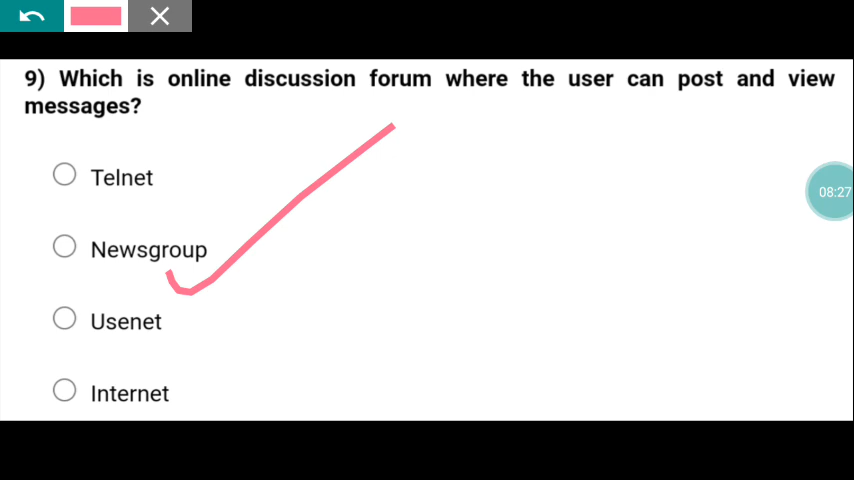 9) Which is online discussion forum where the user can post and view
messages?
Telnet
08:27
Newsgroup
Usenet
Internet